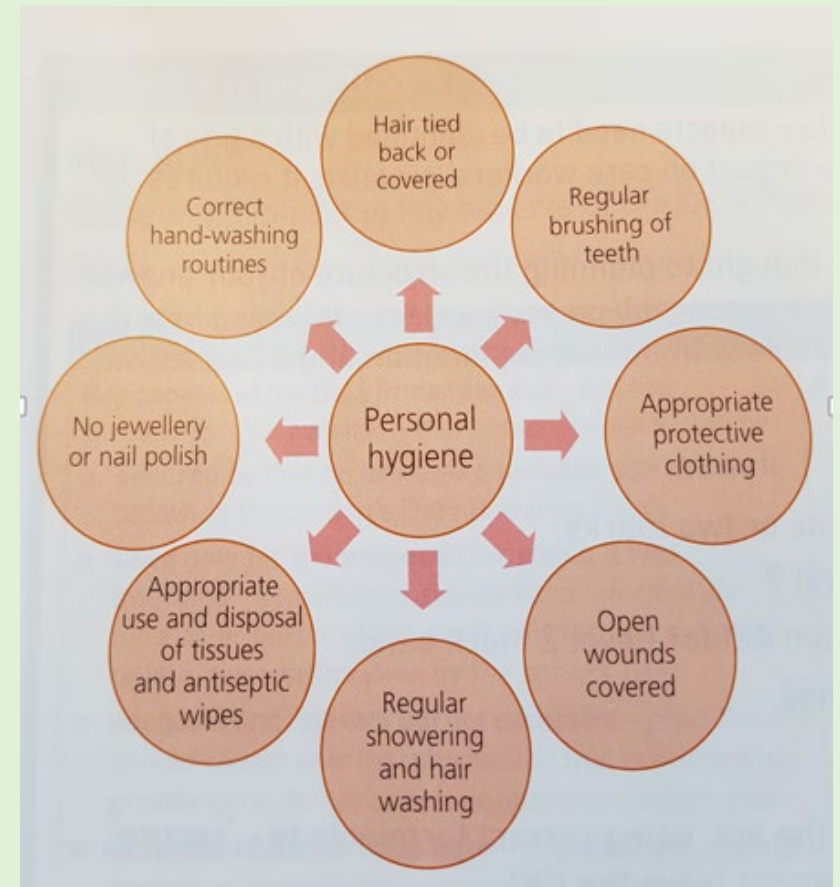 Hair tied
back or
covered
Regular
brushing of
teeth
Appropriate
protective
clothing
Open
wounds
covered
Regular
showering
and hair
washing
Appropriate
use and disposal
of tissues
and antiseptic
wipes
No jewellery
or nail polish
Correct
hand-washing
routines
Personal
hygiene